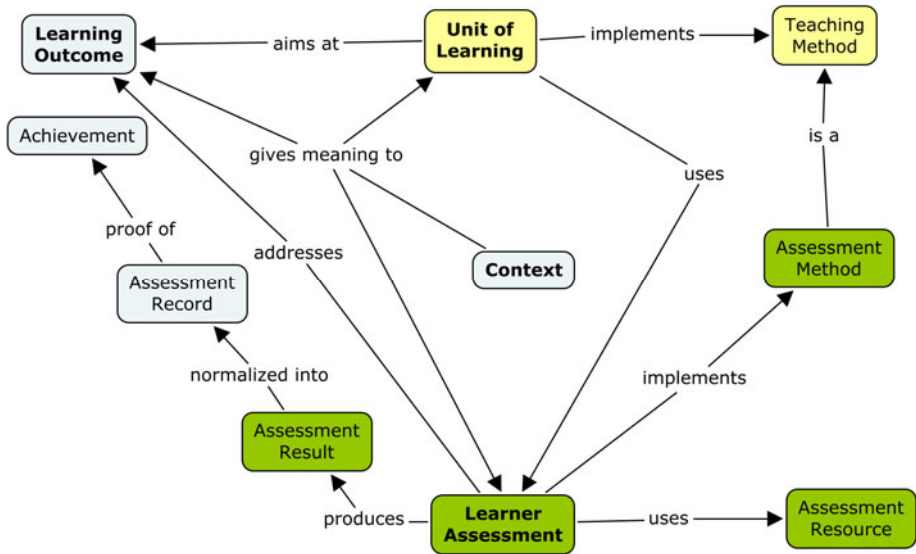 Learning
Outcome
aims at
Unit of
Learning
implements
Teaching
Method
Achievement
gives meaning to
is a
uses
proof of
addresses
Context
Assessment
Method
Assessment
Record
normalized into
implements
Assessment
Result
produces
Learner
Assessment
uses
Assessment
Resource